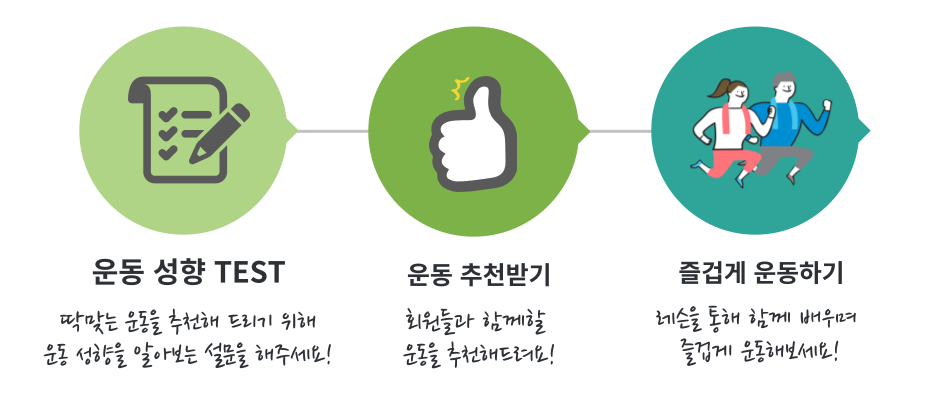 운동 성향 TEST
딱맞는 운동을 추천해 드리기 위해
운동 성향을 알아보는 설문을 해주세요!
운동 추천받기
회원들과 함께할
운동을 추천해드려요!
즐겁게 운동하기
레슨을 통해 함께 배우며
즐겁게 운동해보세요!